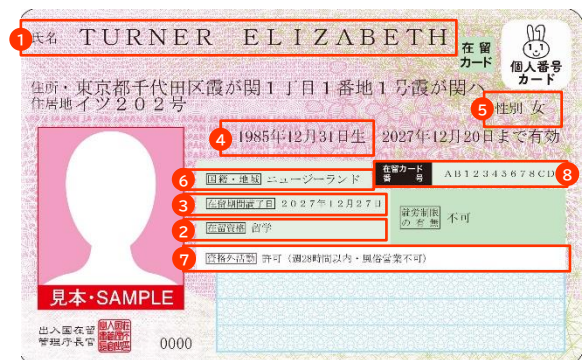 1 氏名 TURNER ELIZABETH
在留カード
個人番号カード
住所・東京都千代田区霞が関1丁目1番地1号霞が関ハ
住居地イツ202号
5 性別 女
4 1985年12月31日生 2027年12月20日まで有効
6 国籍・地域 ニュージーランド
在留カード番号 AB12345678CD 8
3 在留期間満了日 2027年12月27日
2 在留資格 留学
就労制限の有無 不可
7 資格外活動 許可（週28時間以内・風俗営業不可）
見本・SAMPLE
出入国在留
管理庁長官
0000